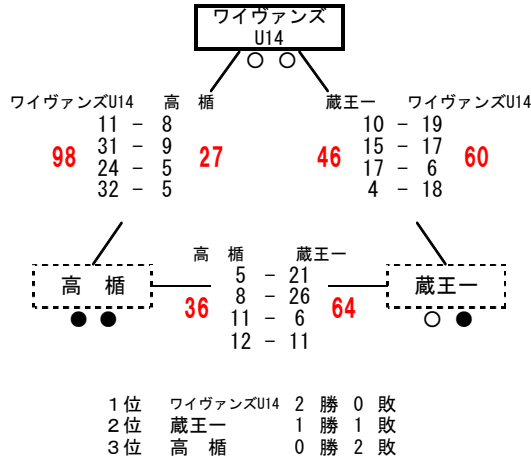 ワイヴァンズ
U14
○ ○
ワイヴァンズU14 高 楯
11 - 8
31 - 9
24 - 5
32 - 5
98 27
蔵王一 ワイヴァンズU14
10 - 19
15 - 17
17 - 6
4 - 18
46 60
高 楯 蔵王一
5 - 21
8 - 26
11 - 6
12 - 11
36 64
高 楯
● ●
蔵王一
○ ●
1位 ワイヴァンズU14 2 勝 0 敗
2位 蔵王一 1 勝 1 敗
3位 高 楯 0 勝 2 敗